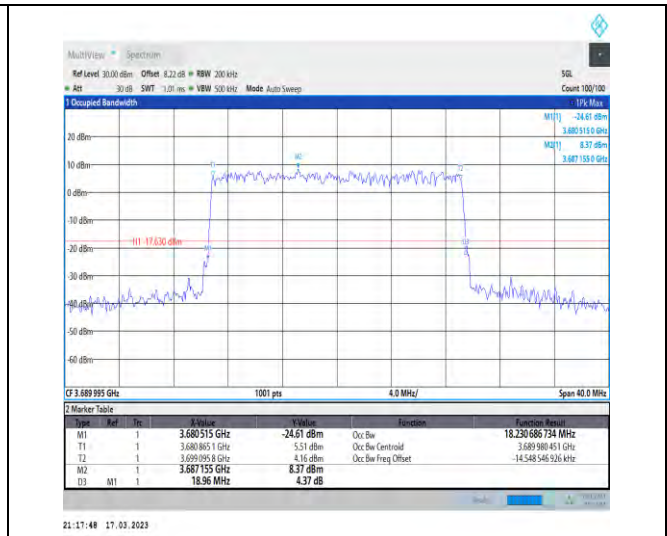 MultiView Spectrum
Ref Level 30.00 dBm Offset 8.22 dB RBW 200 kHz SGL
Att 30 dB SWT 1.01 ms VBW 500 kHz Mode Auto Sweep Count 100/100
1 Occupied Bandwidth 1Pk Max
M1[1] -24.61 dBm
3.680 515 0 GHz
M2[1] 8.37 dBm
3.687 155 0 GHz
20 dBm
10 dBm
0 dBm
-10 dBm
-20 dBm
-30 dBm
-40 dBm
-50 dBm
-60 dBm
T1
M2
T2
H1 -17.630 dBm
M1
D3
CF 3.689 995 GHz 1001 pts 4.0 MHz/ Span 40.0 MHz
2 Marker Table
Type Ref Trc X-Value Y-Value Function Function Result
M1 1 3.680 515 GHz -24.61 dBm Occ Bw 18.230 686 734 MHz
T1 1 3.680 865 1 GHz 5.51 dBm Occ Bw Centroid 3.689 980 451 GHz
T2 1 3.699 095 8 GHz 4.16 dBm Occ Bw Freq Offset -14.548 546 926 kHz
M2 1 3.687 155 GHz 8.37 dBm
D3 M1 1 18.96 MHz 4.37 dB
21:17:48 17.03.2023